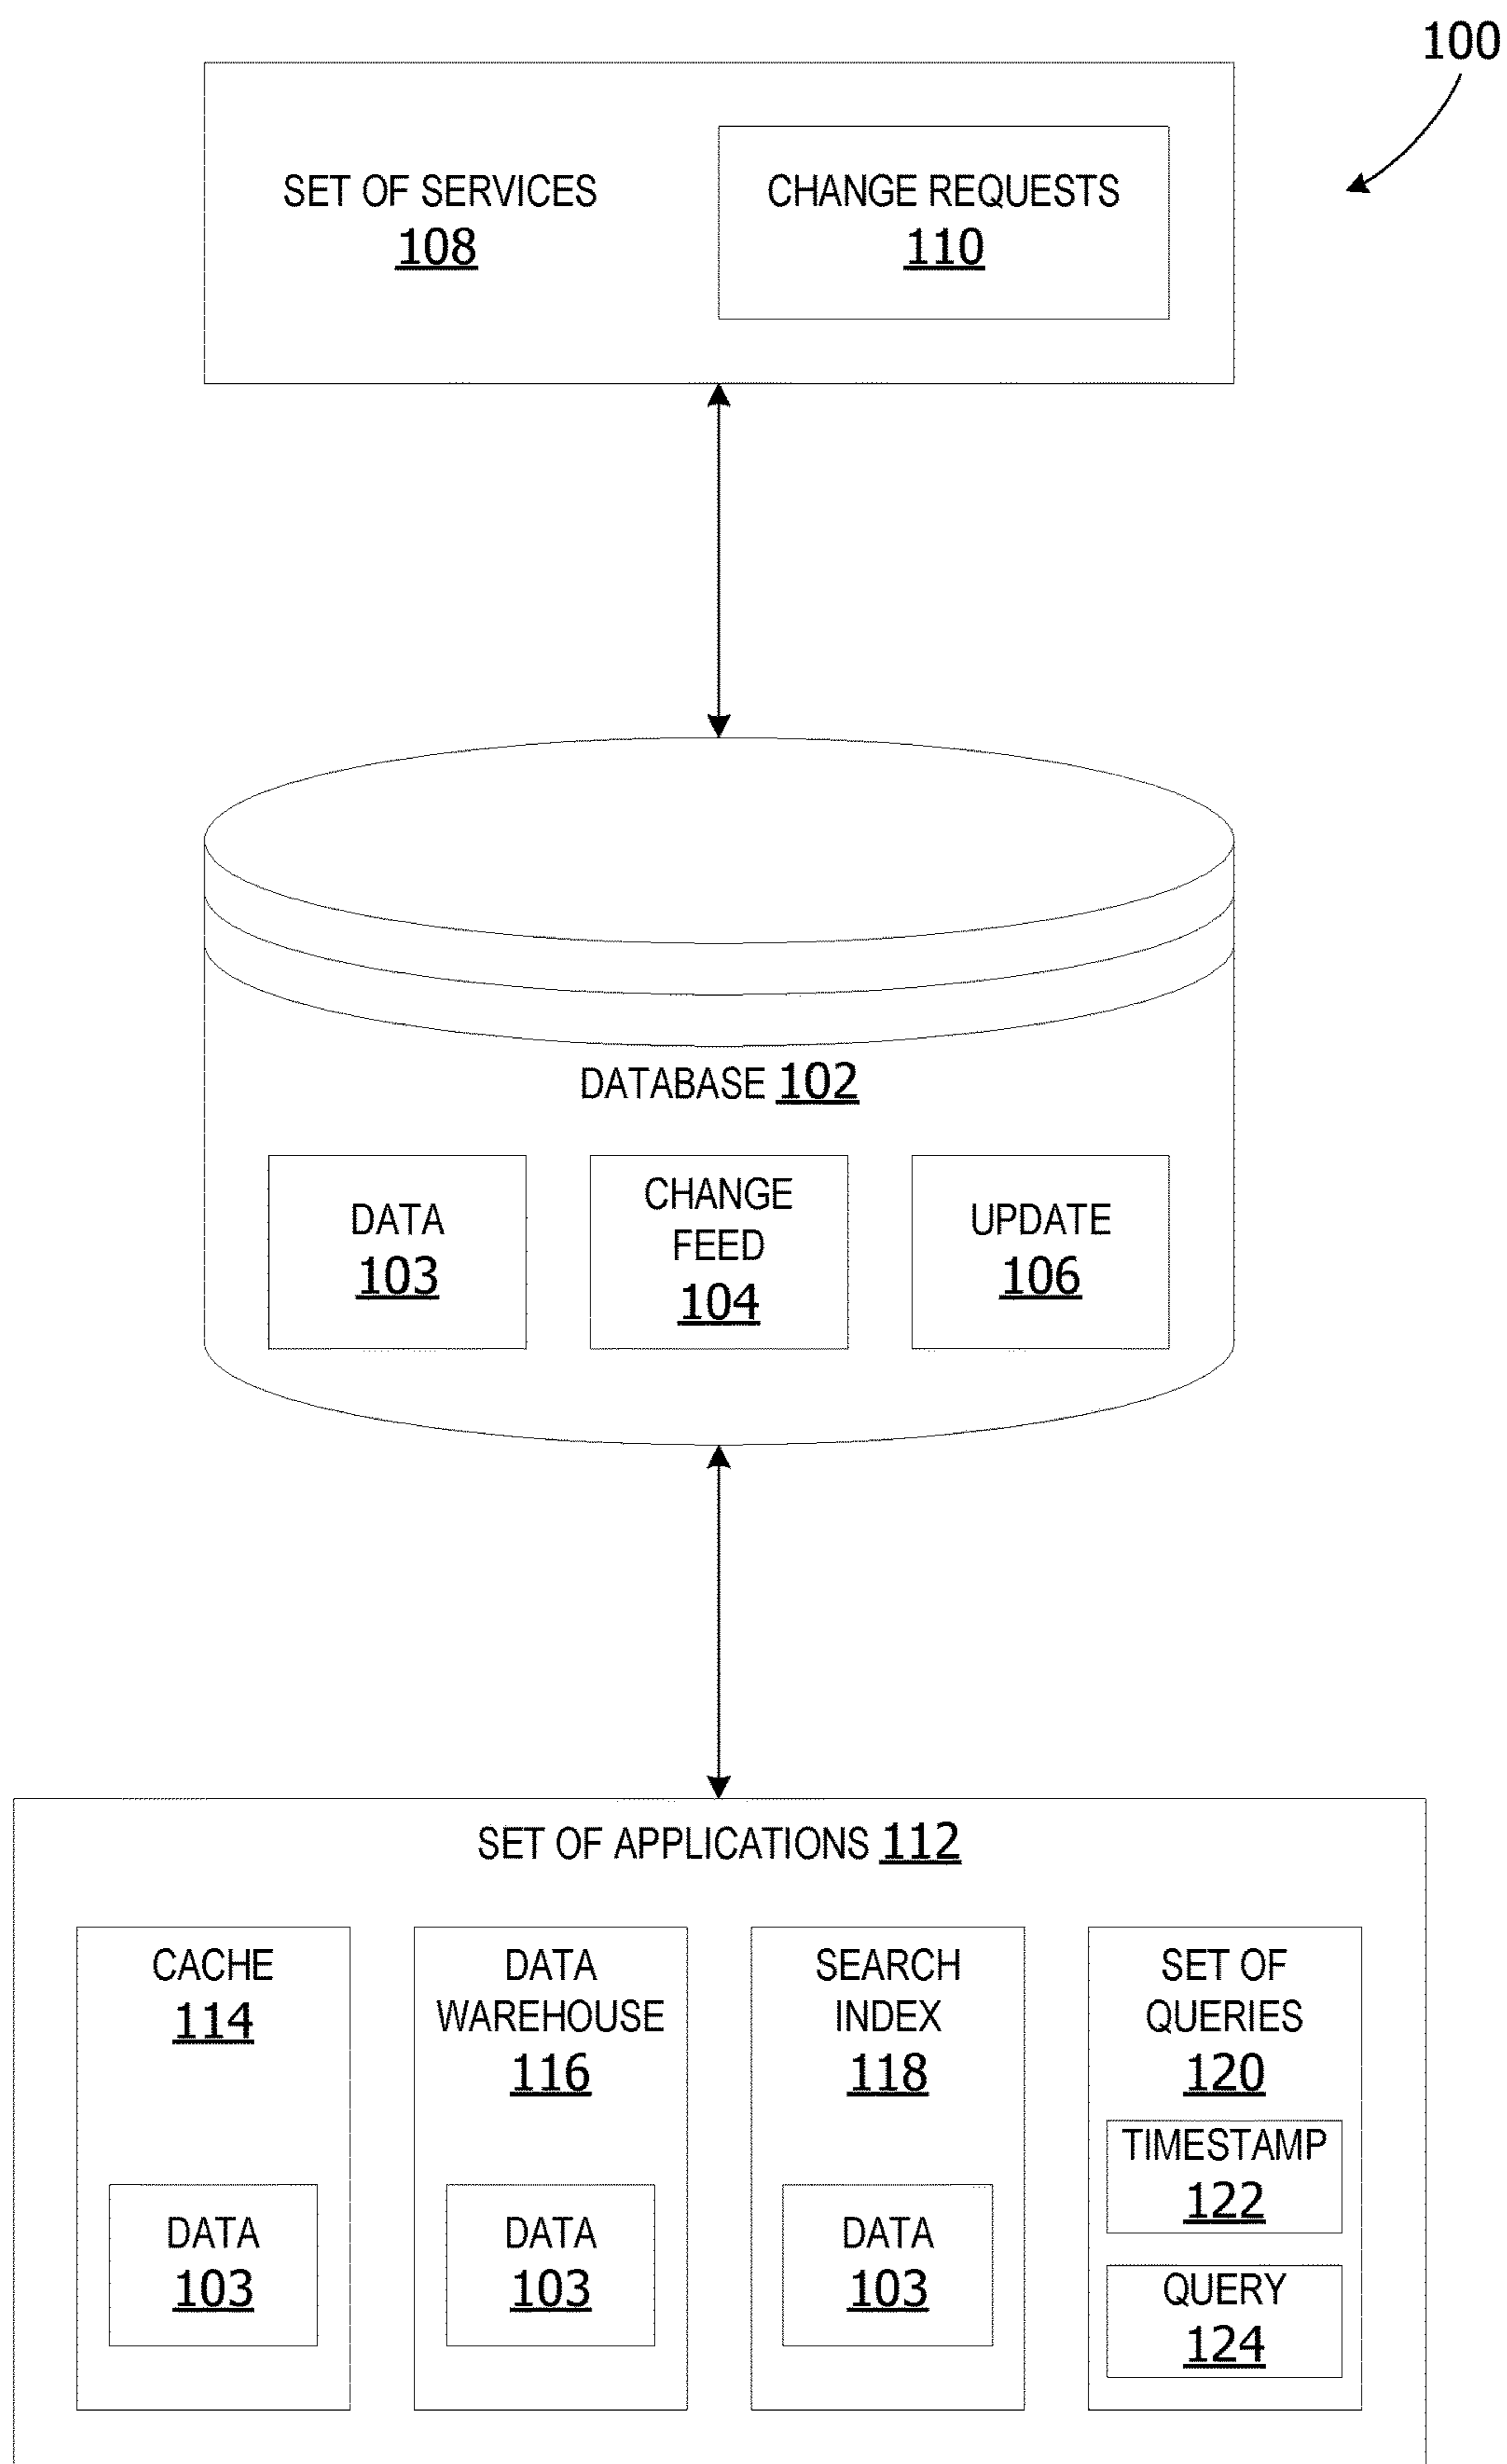 100
SET OF SERVICES
108
CHANGE REQUESTS
110
DATABASE 102
DATA
103
CHANGE
FEED
104
UPDATE
106
SET OF APPLICATIONS 112
CACHE
114
DATA
103
DATA
WAREHOUSE
116
DATA
103
SEARCH
INDEX
118
DATA
103
SET OF
QUERIES
120
TIMESTAMP
122
QUERY
124